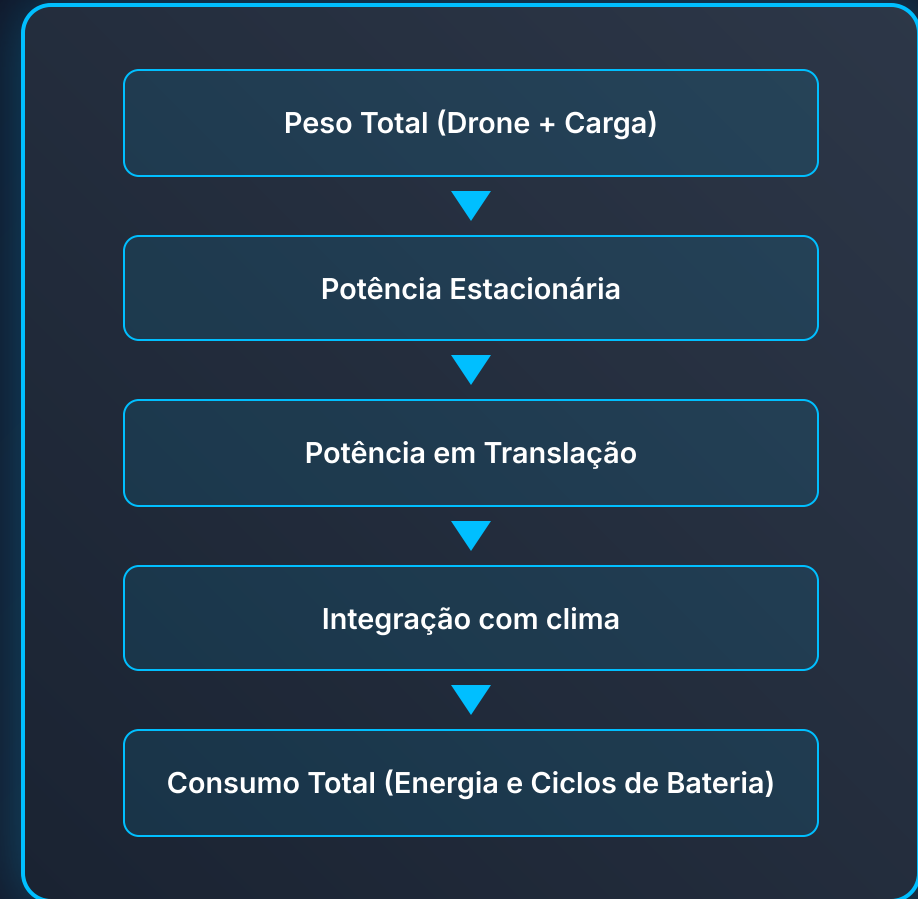 Peso Total (Drone + Carga)
Potência Estacionária
Potência em Translação
Integração com clima
Consumo Total (Energia e Ciclos de Bateria)